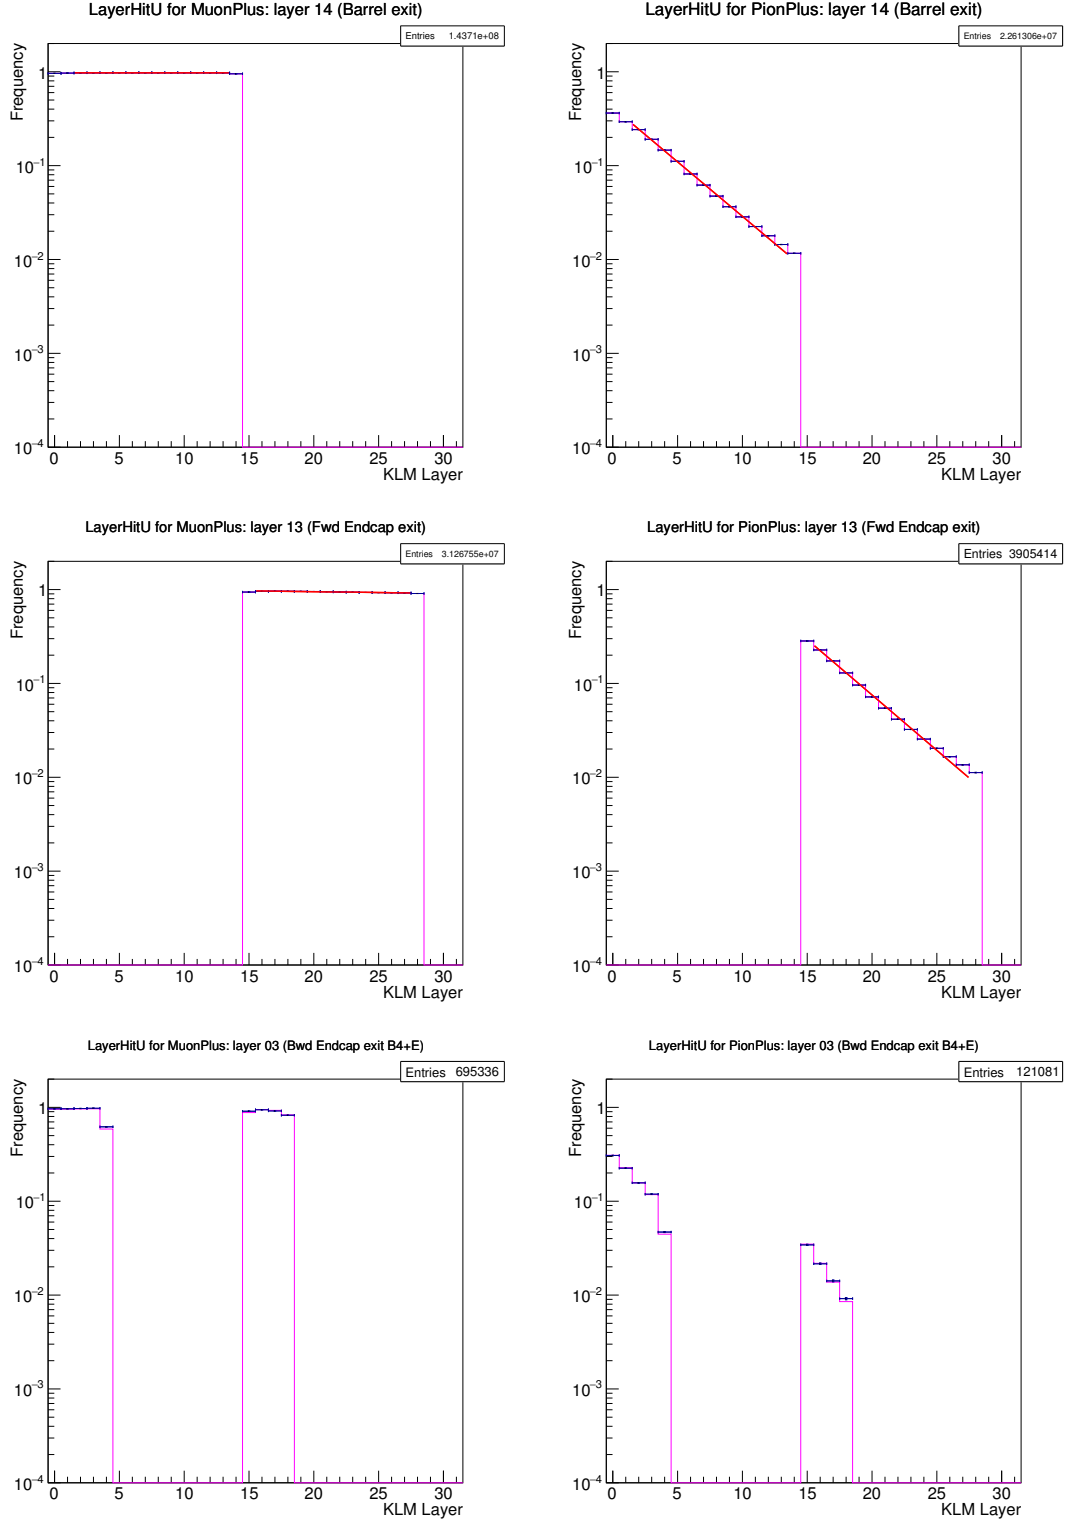 LayerHitU for MuonPlus: layer 14 (Barrel exit)
Entries 1.4371e+08
Frequency
1
10⁻¹
10⁻²
10⁻³
10⁻⁴
0 5 10 15 20 25 30
KLM Layer
LayerHitU for PionPlus: layer 14 (Barrel exit)
Entries 2.261306e+07
Frequency
1
10⁻¹
10⁻²
10⁻³
10⁻⁴
0 5 10 15 20 25 30
KLM Layer
LayerHitU for MuonPlus: layer 13 (Fwd Endcap exit)
Entries 3.126755e+07
Frequency
1
10⁻¹
10⁻²
10⁻³
10⁻⁴
0 5 10 15 20 25 30
KLM Layer
LayerHitU for PionPlus: layer 13 (Fwd Endcap exit)
Entries 3905414
Frequency
1
10⁻¹
10⁻²
10⁻³
10⁻⁴
0 5 10 15 20 25 30
KLM Layer
LayerHitU for MuonPlus: layer 03 (Bwd Endcap exit B4+E)
Entries 695336
Frequency
1
10⁻¹
10⁻²
10⁻³
10⁻⁴
0 5 10 15 20 25 30
KLM Layer
LayerHitU for PionPlus: layer 03 (Bwd Endcap exit B4+E)
Entries 121081
Frequency
1
10⁻¹
10⁻²
10⁻³
10⁻⁴
0 5 10 15 20 25 30
KLM Layer